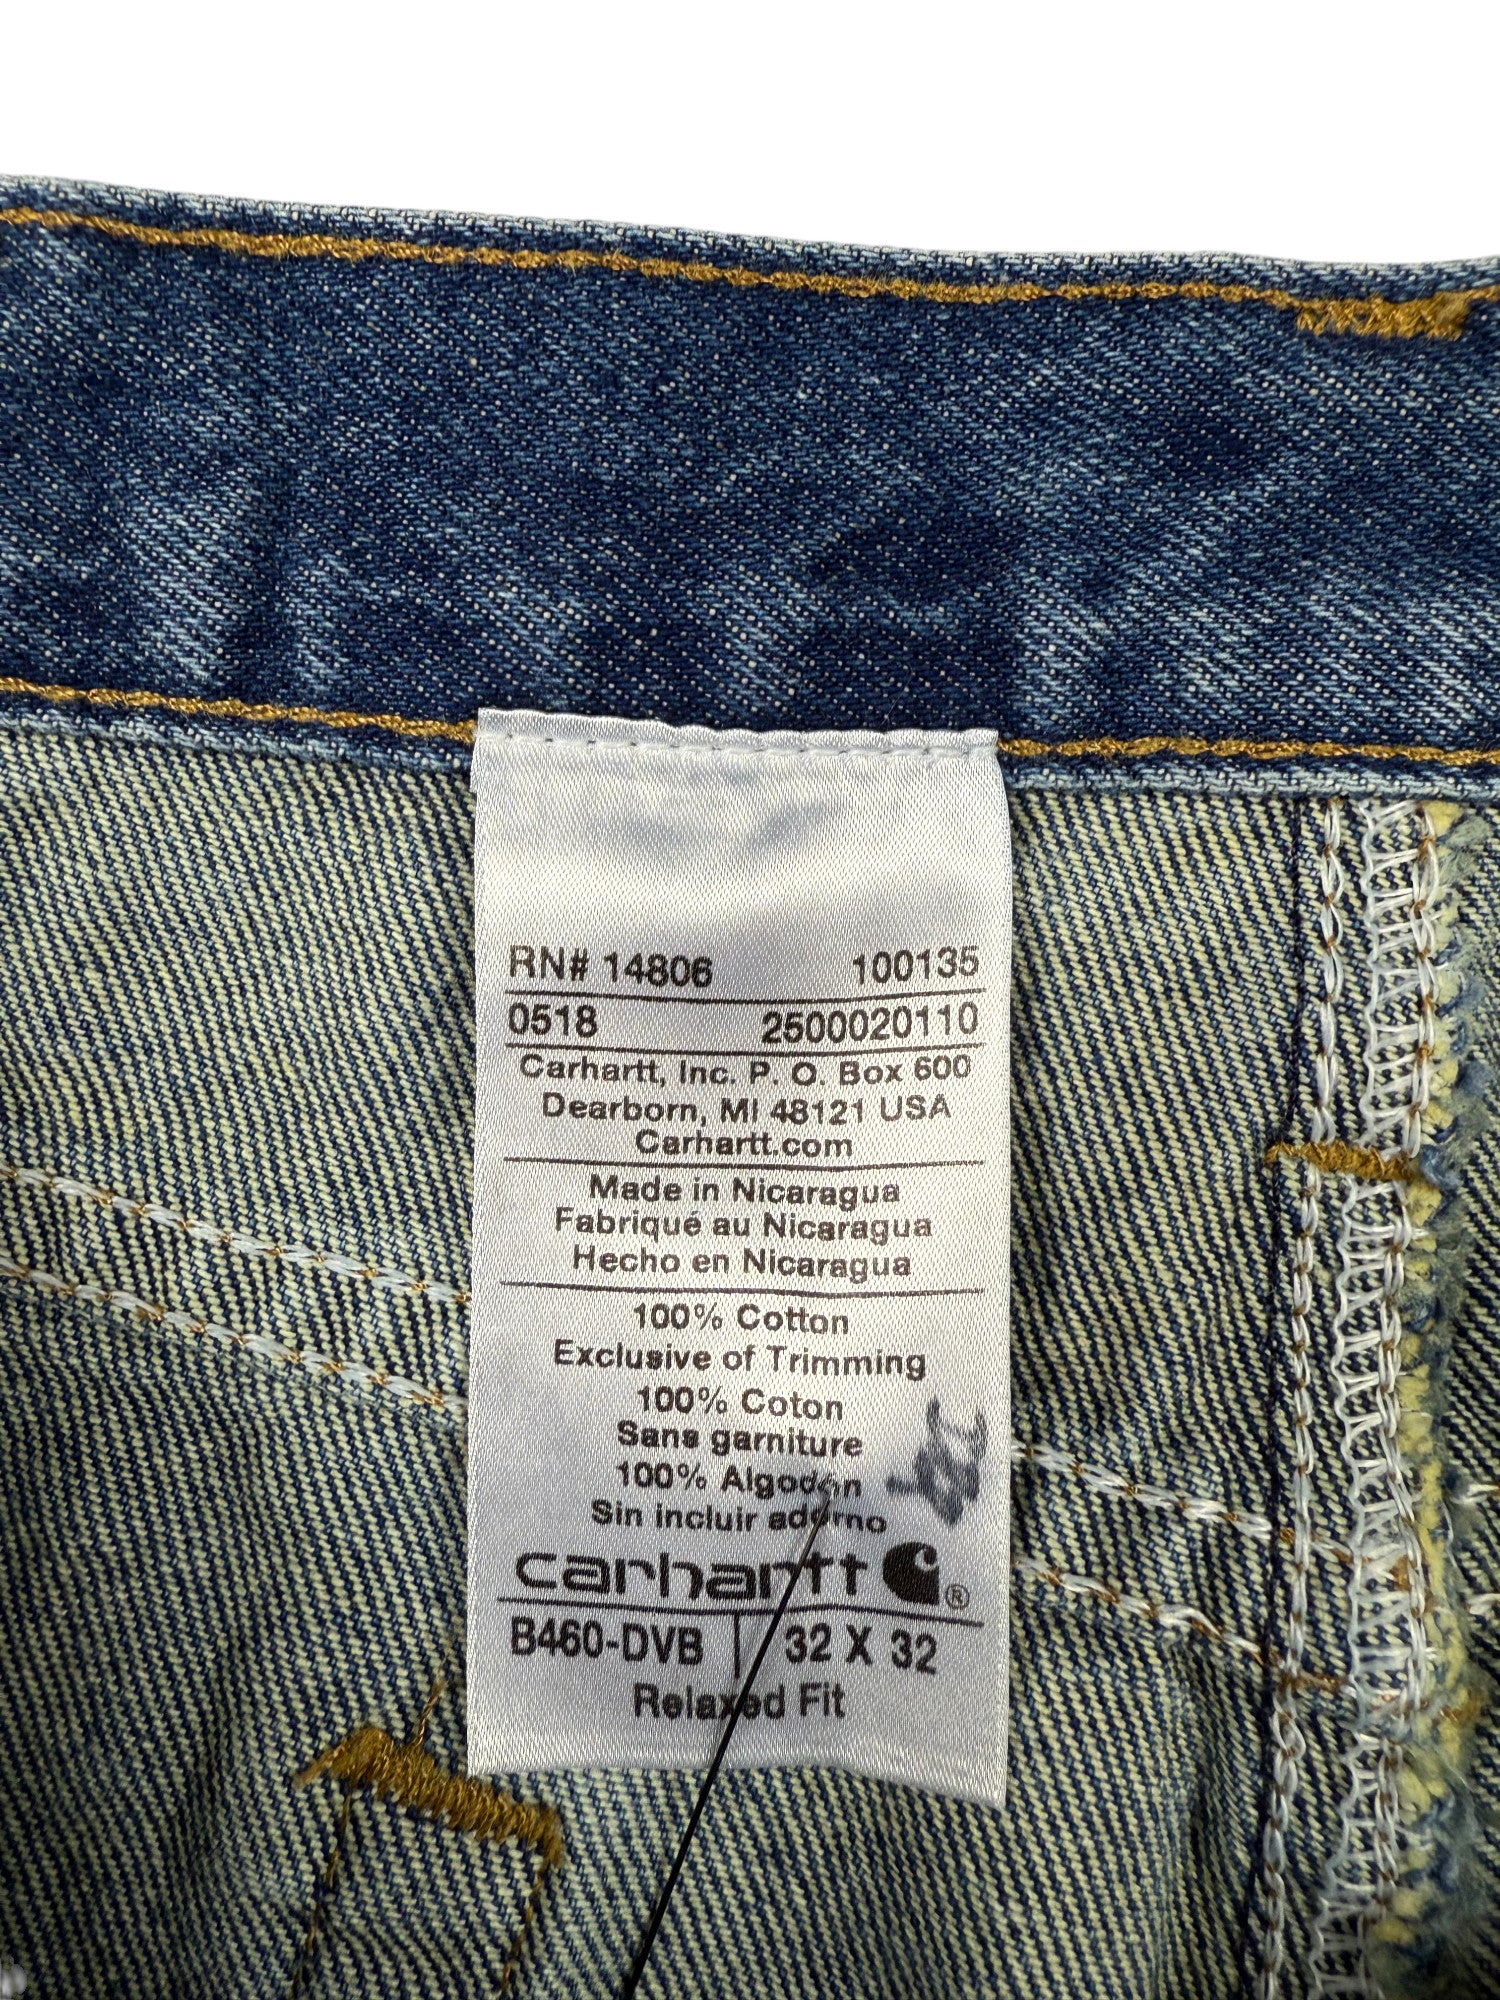 RN# 14806 100135
0518 2500020110
Carhartt, Inc. P. O. Box 600
Dearborn, MI 48121 USA
Carhartt.com
Made in Nicaragua
Fabriqué au Nicaragua
Hecho en Nicaragua
100% Cotton
Exclusive of Trimming
100% Coton
Sans garniture
100% Algodón
Sin incluir adorno
carhartt ®
B460-DVB | 32 X 32
Relaxed Fit